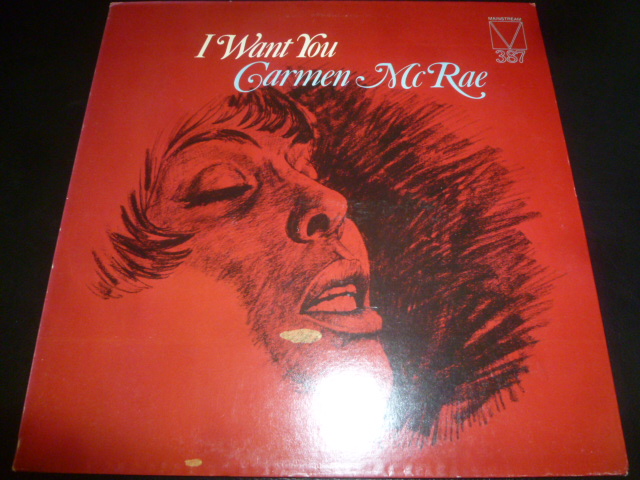 I Want You
Carmen McRae
MAINSTREAM
387